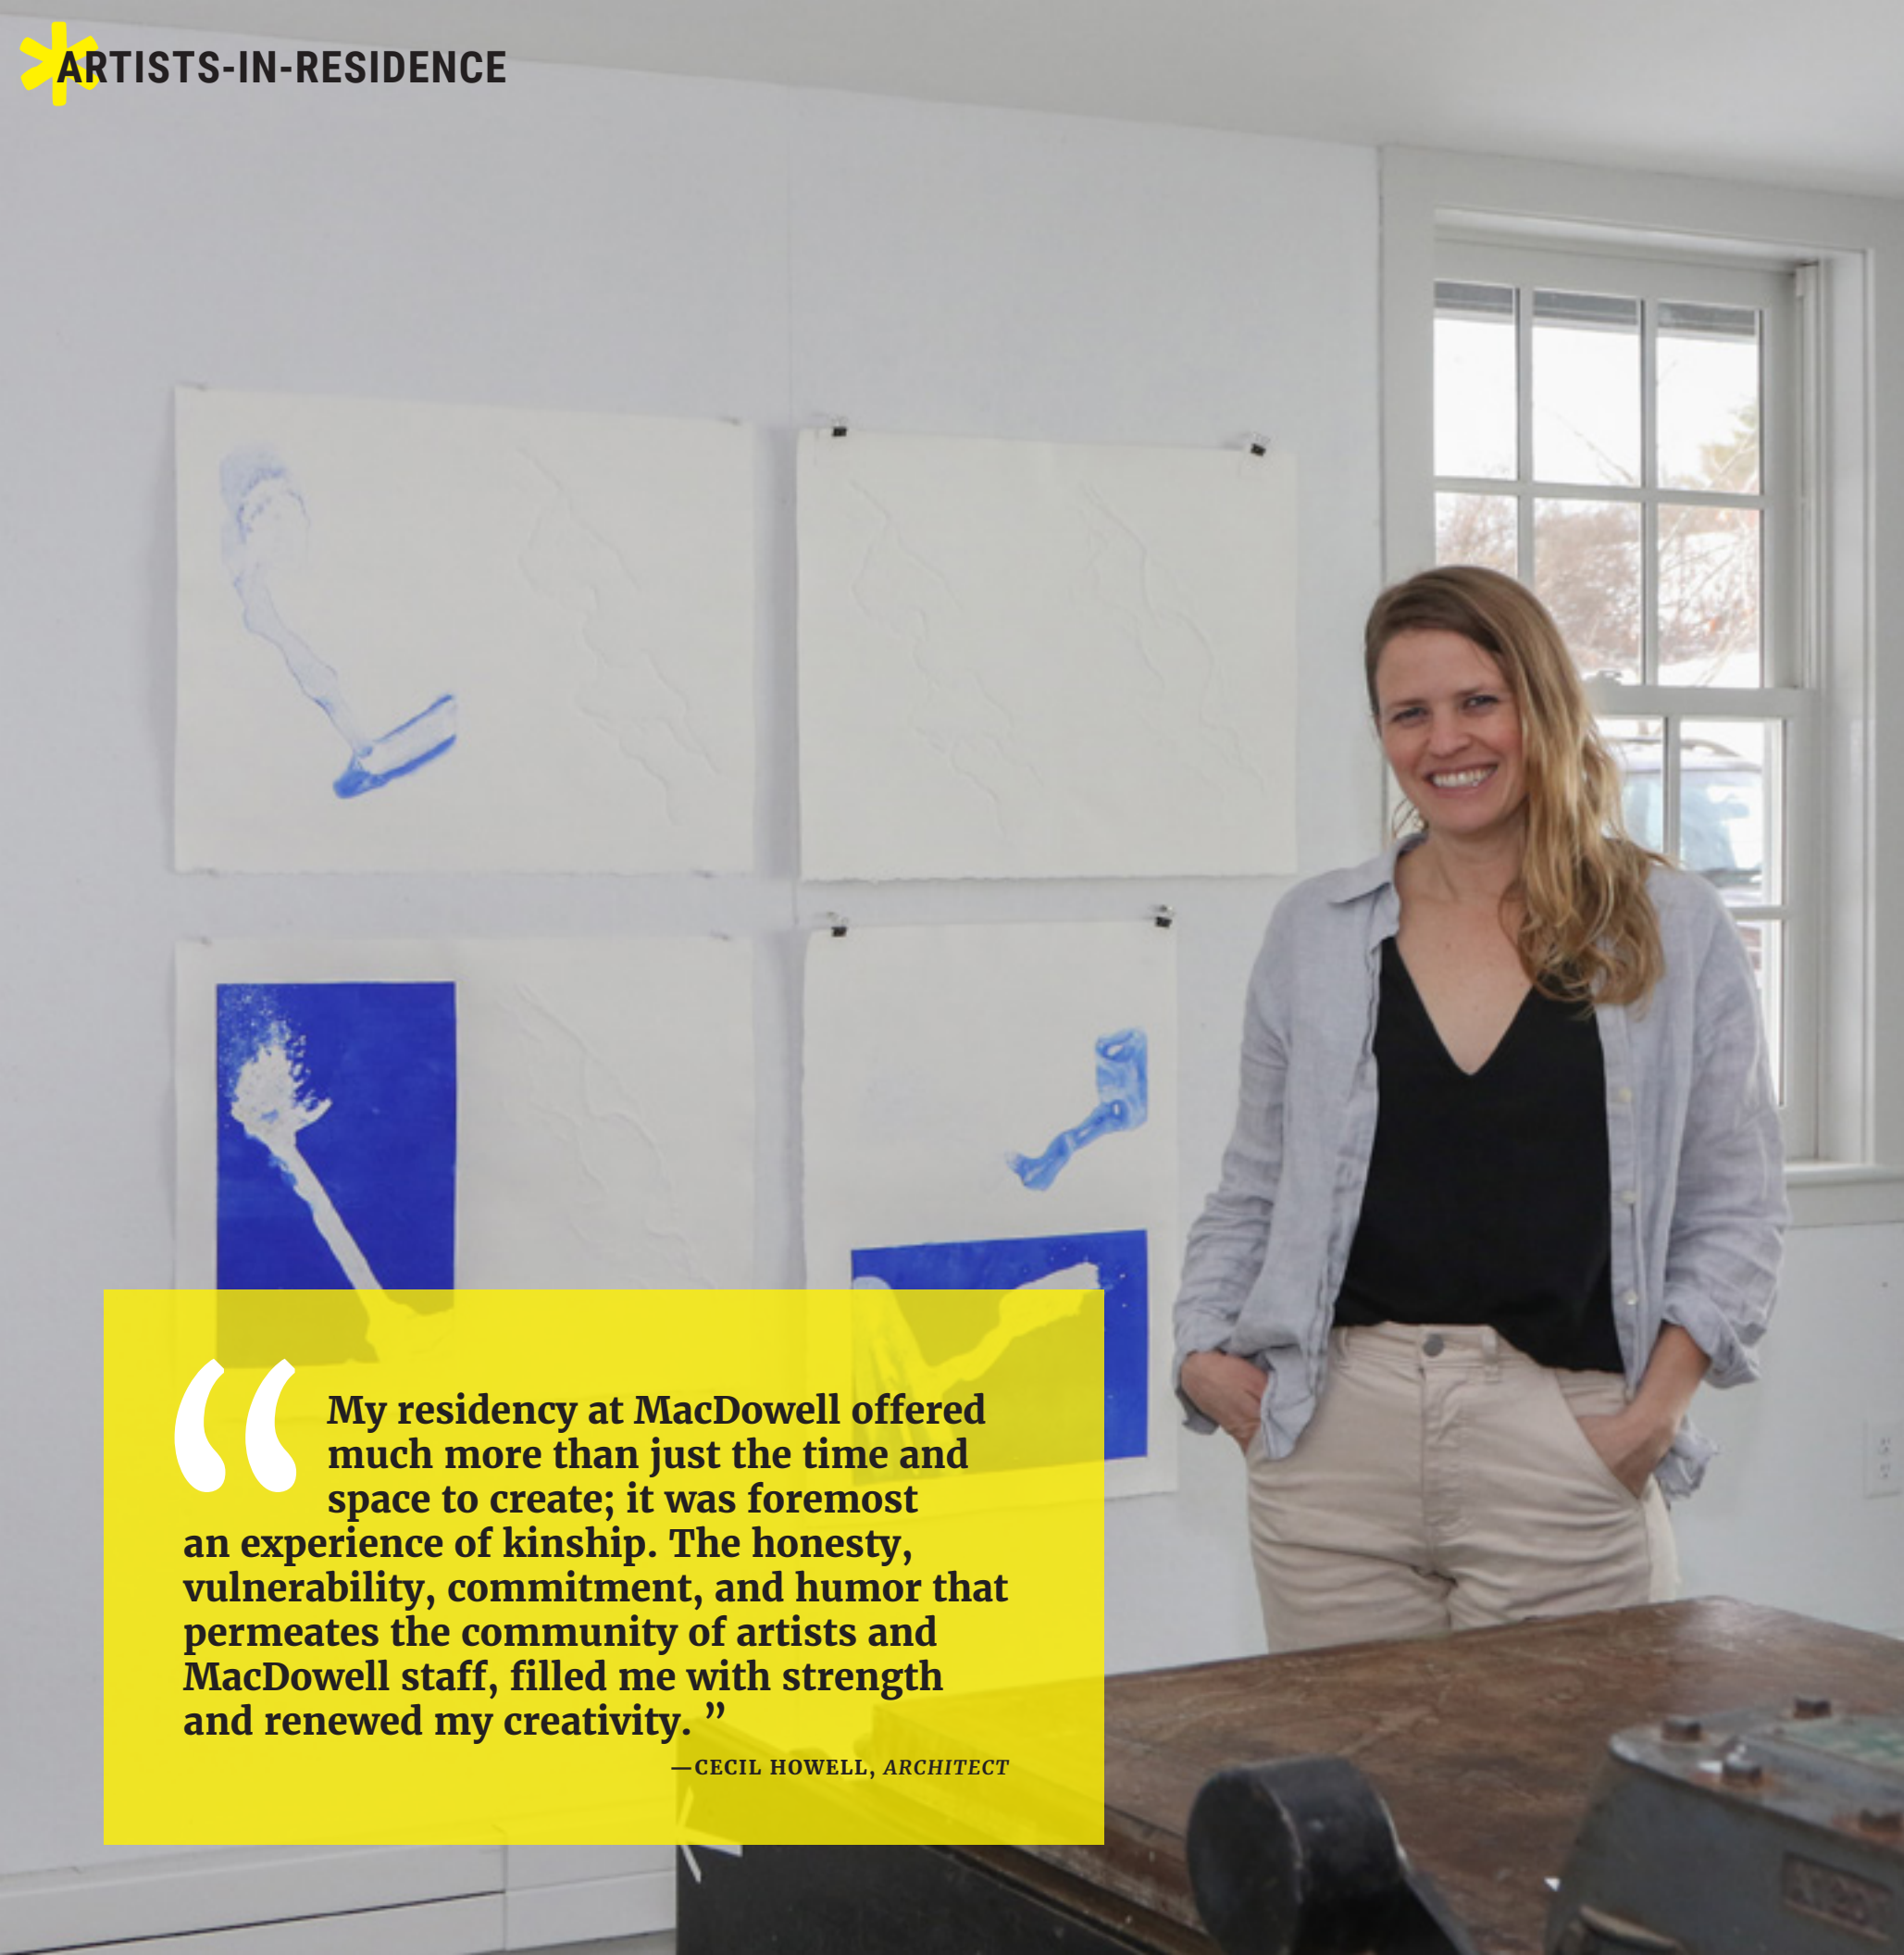 ARTISTS-IN-RESIDENCE
“My residency at MacDowell offered
much more than just the time and
space to create; it was foremost
an experience of kinship. The honesty,
vulnerability, commitment, and humor that
permeates the community of artists and
MacDowell staff, filled me with strength
and renewed my creativity. ”
—CECIL HOWELL, ARCHITECT